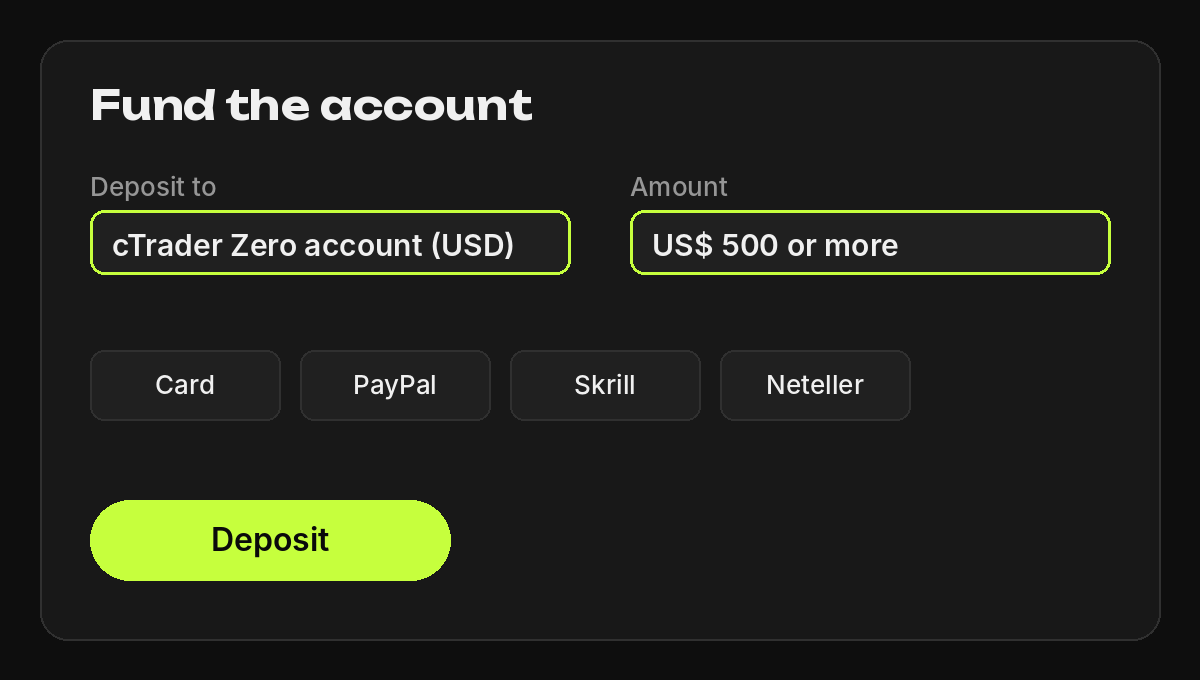 Fund the account
Deposit to
Amount
cTrader Zero account (USD)
US$ 500 or more
Card
PayPal
Skrill
Neteller
Deposit